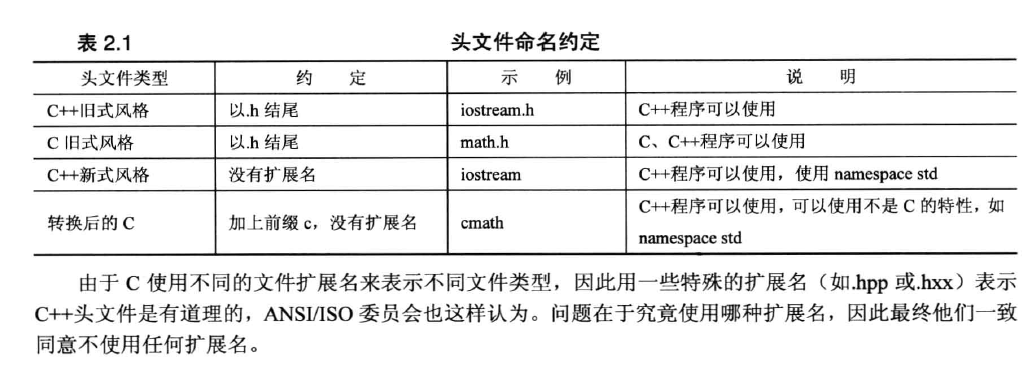 表 2.1 头文件命名约定
头文件类型 约 定 示 例 说 明
C++旧式风格 以.h 结尾 iostream.h C++程序可以使用
C 旧式风格 以.h 结尾 math.h C、C++程序可以使用
C++新式风格 没有扩展名 iostream C++程序可以使用，使用 namespace std
转换后的 C 加上前缀 c，没有扩展名 cmath C++程序可以使用，可以使用不是 C 的特性，如
namespace std
由于 C 使用不同的文件扩展名来表示不同文件类型，因此用一些特殊的扩展名（如.hpp 或.hxx）表示
C++头文件是有道理的，ANSI/ISO 委员会也这样认为。问题在于究竟使用哪种扩展名，因此最终他们一致
同意不使用任何扩展名。